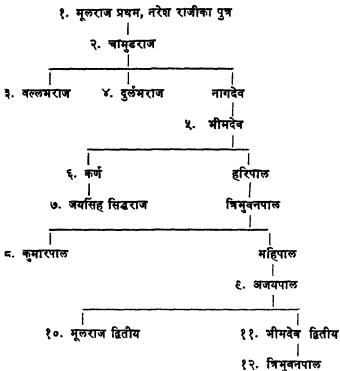 १. मूलराज प्रथम, नरेश राजीका पुत्र
२. चामुडराज
३. वल्लभराज ४. दुर्लभराज नागदेव
५. भीमदेव
६. कर्ण हरिपाल
७. जयसिंह सिद्धराज त्रिभुवनपाल
८. कुमारपाल महिपाल
९. अजयपाल
१०. मूलराज द्वितीय ११. भीमदेव द्वितीय
१२. त्रिभुवनपाल